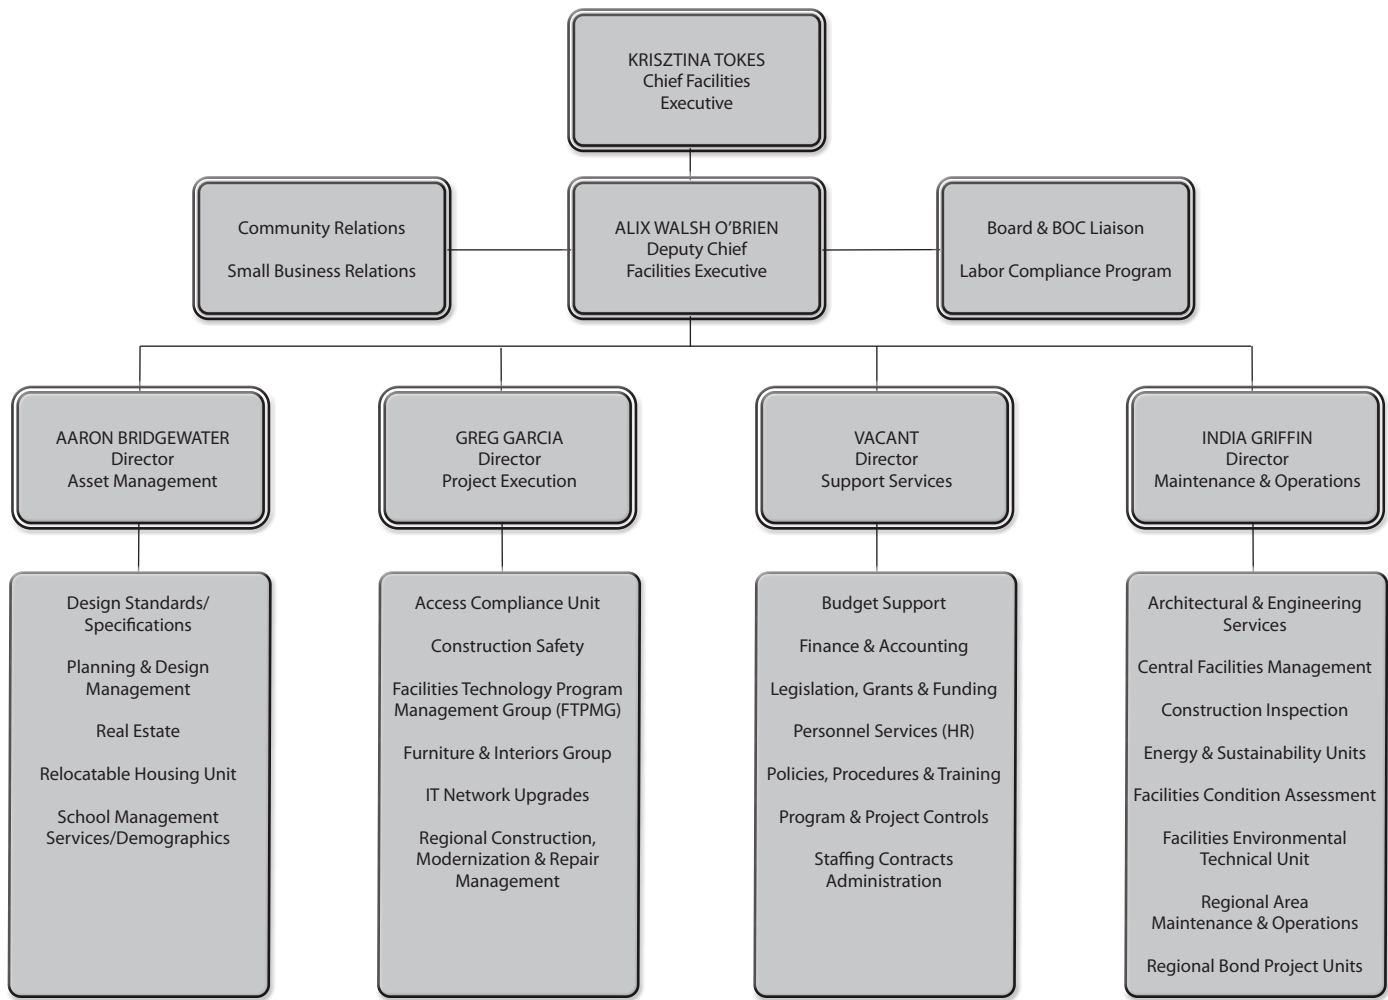 KRISZTINA TOKES
Chief Facilities
Executive
Community Relations
Small Business Relations
ALIX WALSH O’BRIEN
Deputy Chief
Facilities Executive
Board & BOC Liaison
Labor Compliance Program
AARON BRIDGEWATER
Director
Asset Management
GREG GARCIA
Director
Project Execution
VACANT
Director
Support Services
INDIA GRIFFIN
Director
Maintenance & Operations
Design Standards/
Specifications
Planning & Design
Management
Real Estate
Relocatable Housing Unit
School Management
Services/Demographics
Access Compliance Unit
Construction Safety
Facilities Technology Program
Management Group (FTPMG)
Furniture & Interiors Group
IT Network Upgrades
Regional Construction,
Modernization & Repair
Management
Budget Support
Finance & Accounting
Legislation, Grants & Funding
Personnel Services (HR)
Policies, Procedures & Training
Program & Project Controls
Staffing Contracts
Administration
Architectural & Engineering
Services
Central Facilities Management
Construction Inspection
Energy & Sustainability Units
Facilities Condition Assessment
Facilities Environmental
Technical Unit
Regional Area
Maintenance & Operations
Regional Bond Project Units